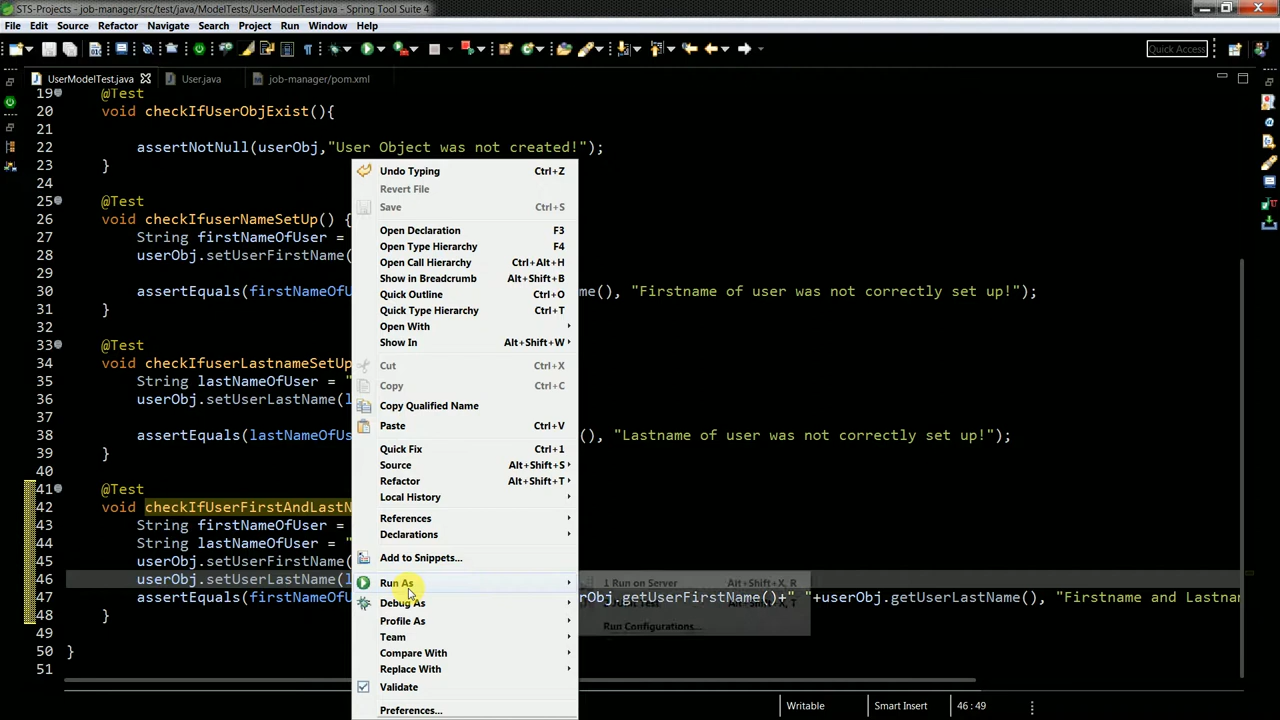 STS-Projects - job-manager/src/test/java/ModelTests/UserModelTest.java - Spring Tool Suite 4
File Edit Source Refactor Navigate Search Project Run Window Help
Quick Access
UserModelTest.java User.java job-manager/pom.xml
19 @Test
20 void checkIfUserObjExist(){
21
22 assertNotNull(userObj,"User Object was not created!");
23 }
24
25 @Test
26 void checkIfuserNameSetUp() {
27 String firstNameOfUser =
28 userObj.setUserFirstName(
29
30 assertEquals(firstNameOfU me(), "Firstname of user was not correctly set up!");
31 }
32
33 @Test
34 void checkIfuserLastnameSetUp
35 String lastNameOfUser = "
36 userObj.setUserLastName(l
37
38 assertEquals(lastNameOfUs (), "Lastname of user was not correctly set up!");
39 }
40
41 @Test
42 void checkIfUserFirstAndLastN
43 String firstNameOfUser =
44 String lastNameOfUser = "
45 userObj.setUserFirstName(
46 userObj.setUserLastName(l
47 assertEquals(firstNameOfU rObj.getUserFirstName()+" "+userObj.getUserLastName(), "Firstname and Lastnam
48 }
49
50 }
51
Undo Typing Ctrl+Z
Revert File
Save Ctrl+S
Open Declaration F3
Open Type Hierarchy F4
Open Call Hierarchy Ctrl+Alt+H
Show in Breadcrumb Alt+Shift+B
Quick Outline Ctrl+O
Quick Type Hierarchy Ctrl+T
Open With
Show In Alt+Shift+W
Cut Ctrl+X
Copy Ctrl+C
Copy Qualified Name
Paste Ctrl+V
Quick Fix Ctrl+1
Source Alt+Shift+S
Refactor Alt+Shift+T
Local History
References
Declarations
Add to Snippets...
Run As
Debug As
Profile As
Team
Compare With
Replace With
Validate
Preferences...
1 Run on Server Alt+Shift+X, R
Run Configurations...
Writable Smart Insert 46 : 49